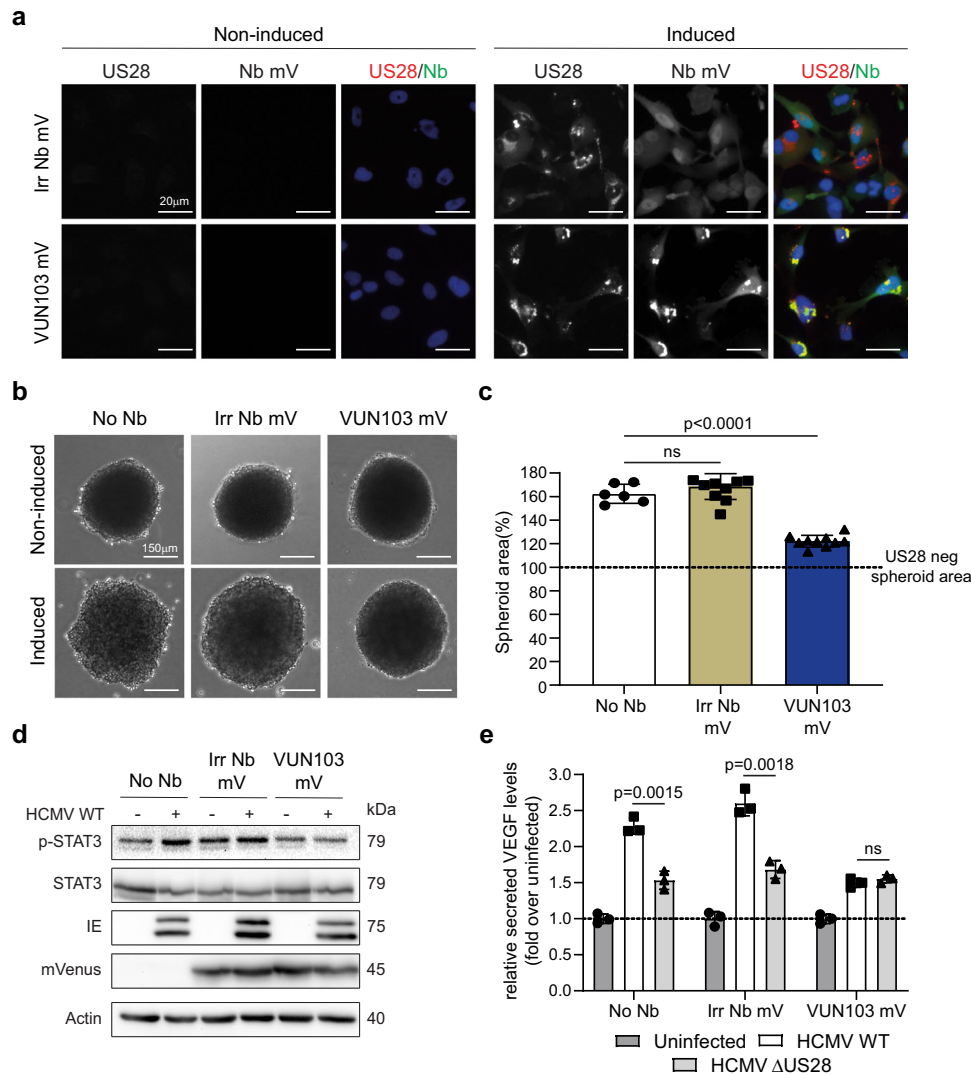 a
Non-induced
Induced
US28
Nb mV
US28/Nb
US28
Nb mV
US28/Nb
Irr Nb mV
20µm
VUN103 mV
b
No Nb
Irr Nb mV
VUN103 mV
Non-induced
150µm
Induced
c
p<0.0001
ns
Spheroid area(%)
180
160
140
120
100
80
60
40
20
0
US28 neg
spheroid area
No Nb
Irr Nb
mV
VUN103
mV
d
No Nb
Irr Nb
mV
VUN103
mV
HCMV WT
- + - + - +
kDa
p-STAT3
79
STAT3
79
IE
75
mVenus
45
Actin
40
e
relative secreted VEGF levels
(fold over uninfected)
3.0
2.5
2.0
1.5
1.0
0.5
0.0
p=0.0015
p=0.0018
ns
No Nb
Irr Nb mV
VUN103 mV
Uninfected
HCMV WT
HCMV ΔUS28